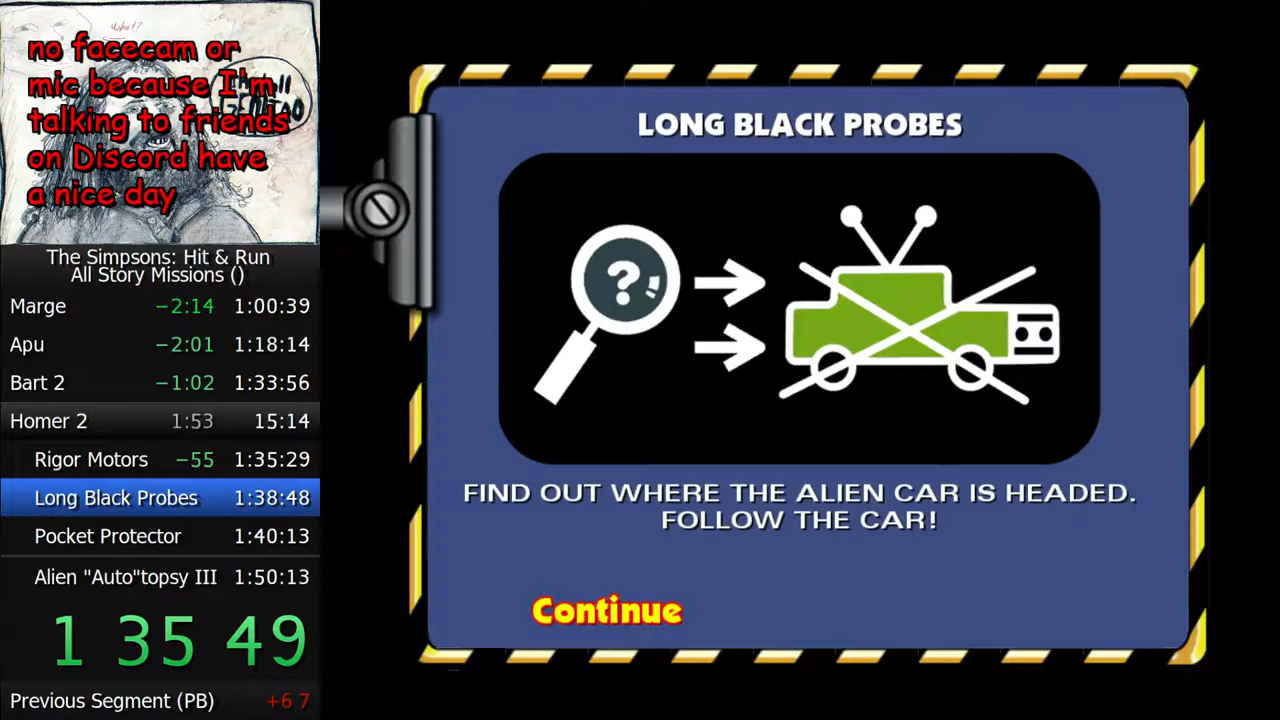 what?
no facecam or
mic because I'm
talking to friends
on Discord have
a nice day
The Simpsons: Hit & Run
All Story Missions ()
Marge −2:14 1:00:39
Apu −2:01 1:18:14
Bart 2 −1:02 1:33:56
Homer 2 1:53 15:14
Rigor Motors −55 1:35:29
Long Black Probes 1:38:48
Pocket Protector 1:40:13
Alien "Auto"topsy III 1:50:13
1 35 49
Previous Segment (PB) +6 7
LONG BLACK PROBES
?
FIND OUT WHERE THE ALIEN CAR IS HEADED.
FOLLOW THE CAR!
Continue